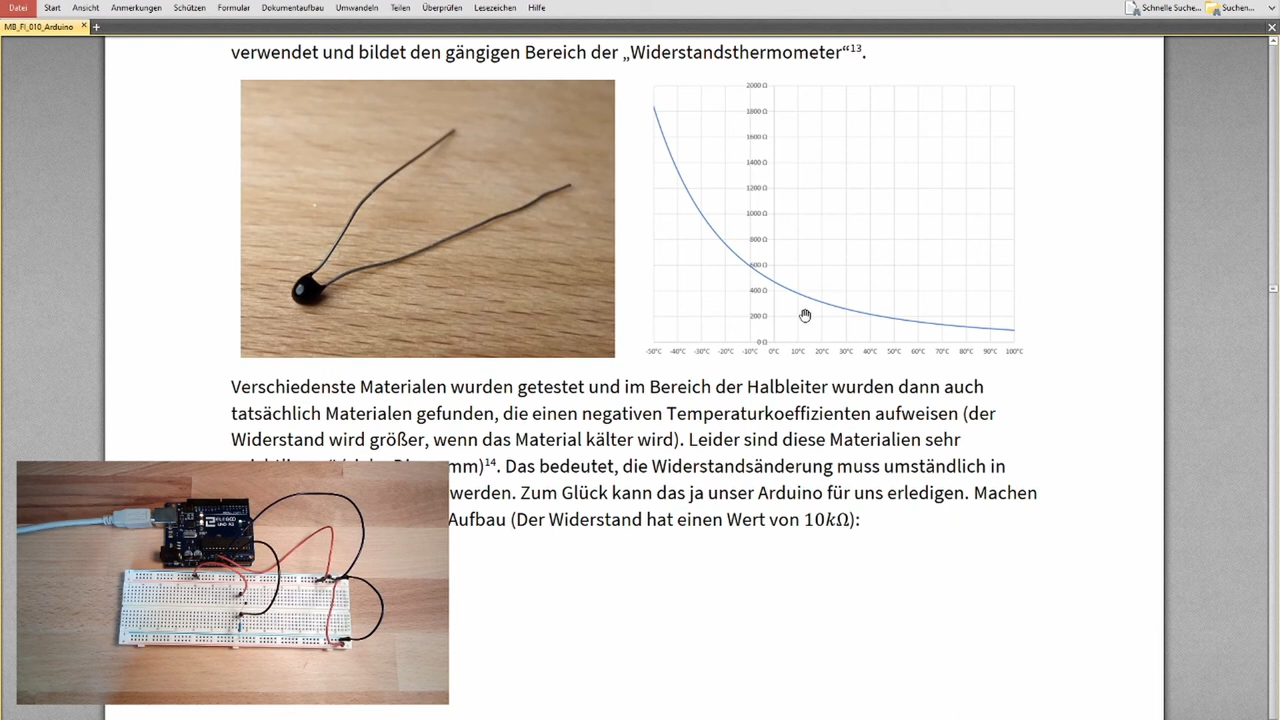 Datei Start Ansicht Anmerkungen Schützen Formular Dokumentaufbau Umwandeln Teilen Überprüfen Lesezeichen Hilfe Schnelle Suche... Suchen...
MB_FI_010_Arduino
verwendet und bildet den gängigen Bereich der „Widerstandsthermometer“¹³.
2000 Ω
1800 Ω
1600 Ω
1400 Ω
1200 Ω
1000 Ω
800 Ω
600 Ω
400 Ω
200 Ω
0 Ω
-50°C -40°C -30°C -20°C -10°C 0°C 10°C 20°C 30°C 40°C 50°C 60°C 70°C 80°C 90°C 100°C
Verschiedenste Materialen wurden getestet und im Bereich der Halbleiter wurden dann auch
tatsächlich Materialen gefunden, die einen negativen Temperaturkoeffizienten aufweisen (der
Widerstand wird größer, wenn das Material kälter wird). Leider sind diese Materialien sehr
mm)¹⁴. Das bedeutet, die Widerstandsänderung muss umständlich in
werden. Zum Glück kann das ja unser Arduino für uns erledigen. Machen
Aufbau (Der Widerstand hat einen Wert von 10kΩ):
ELEGOO
UNO R3